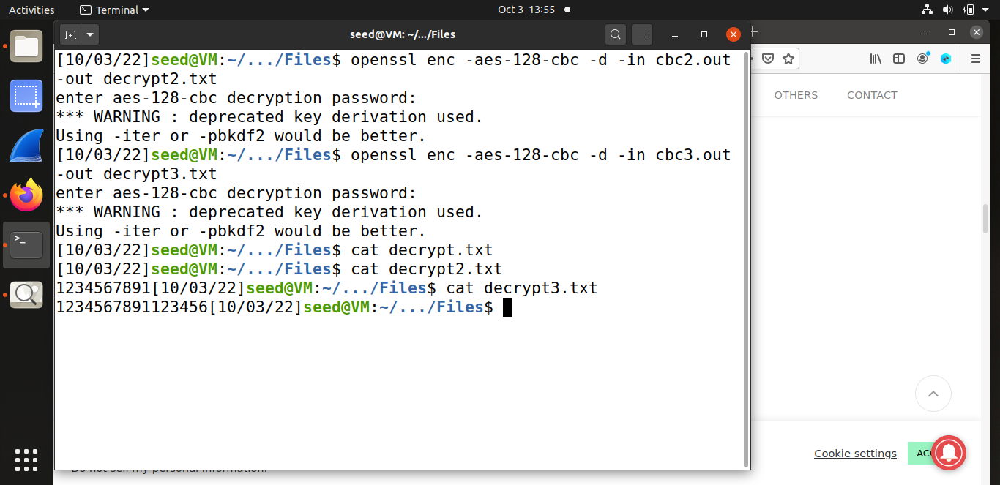 Activities
Terminal
Oct 3 13:55
seed@VM: ~/.../Files
[10/03/22]seed@VM:~/.../Files$ openssl enc -aes-128-cbc -d -in cbc2.out
-out decrypt2.txt
enter aes-128-cbc decryption password:
*** WARNING : deprecated key derivation used.
Using -iter or -pbkdf2 would be better.
[10/03/22]seed@VM:~/.../Files$ openssl enc -aes-128-cbc -d -in cbc3.out
-out decrypt3.txt
enter aes-128-cbc decryption password:
*** WARNING : deprecated key derivation used.
Using -iter or -pbkdf2 would be better.
[10/03/22]seed@VM:~/.../Files$ cat decrypt.txt
[10/03/22]seed@VM:~/.../Files$ cat decrypt2.txt
1234567891[10/03/22]seed@VM:~/.../Files$ cat decrypt3.txt
1234567891123456[10/03/22]seed@VM:~/.../Files$
OTHERS
CONTACT
Cookie settings
Do not sell my personal information.